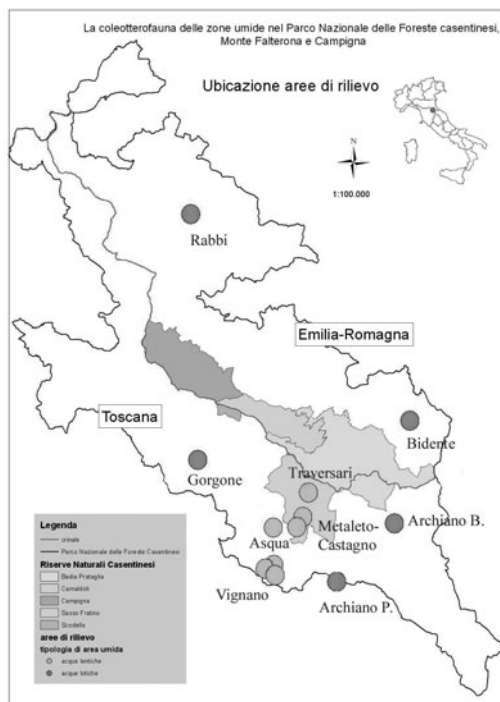 La coleotterofauna delle zone umide nel Parco Nazionale delle Foreste casentinesi,
Monte Falterona e Campigna
Ubicazione aree di rilievo
N
1:100.000
Rabbi
Emilia-Romagna
Toscana
Bidente
Gorgone
Traversari
Archiano B.
Metaleto-
Castagno
Asqua
Vignano
Archiano P.
Legenda
crinale
Parco Nazionale delle Foreste Casentinesi
Riserve Naturali Casentinesi
Badia Prataglia
Camaldoli
Campigna
Sasso Fratino
Scodella
aree di rilievo
tipologia di area umida
acque lentiche
acque lotiche